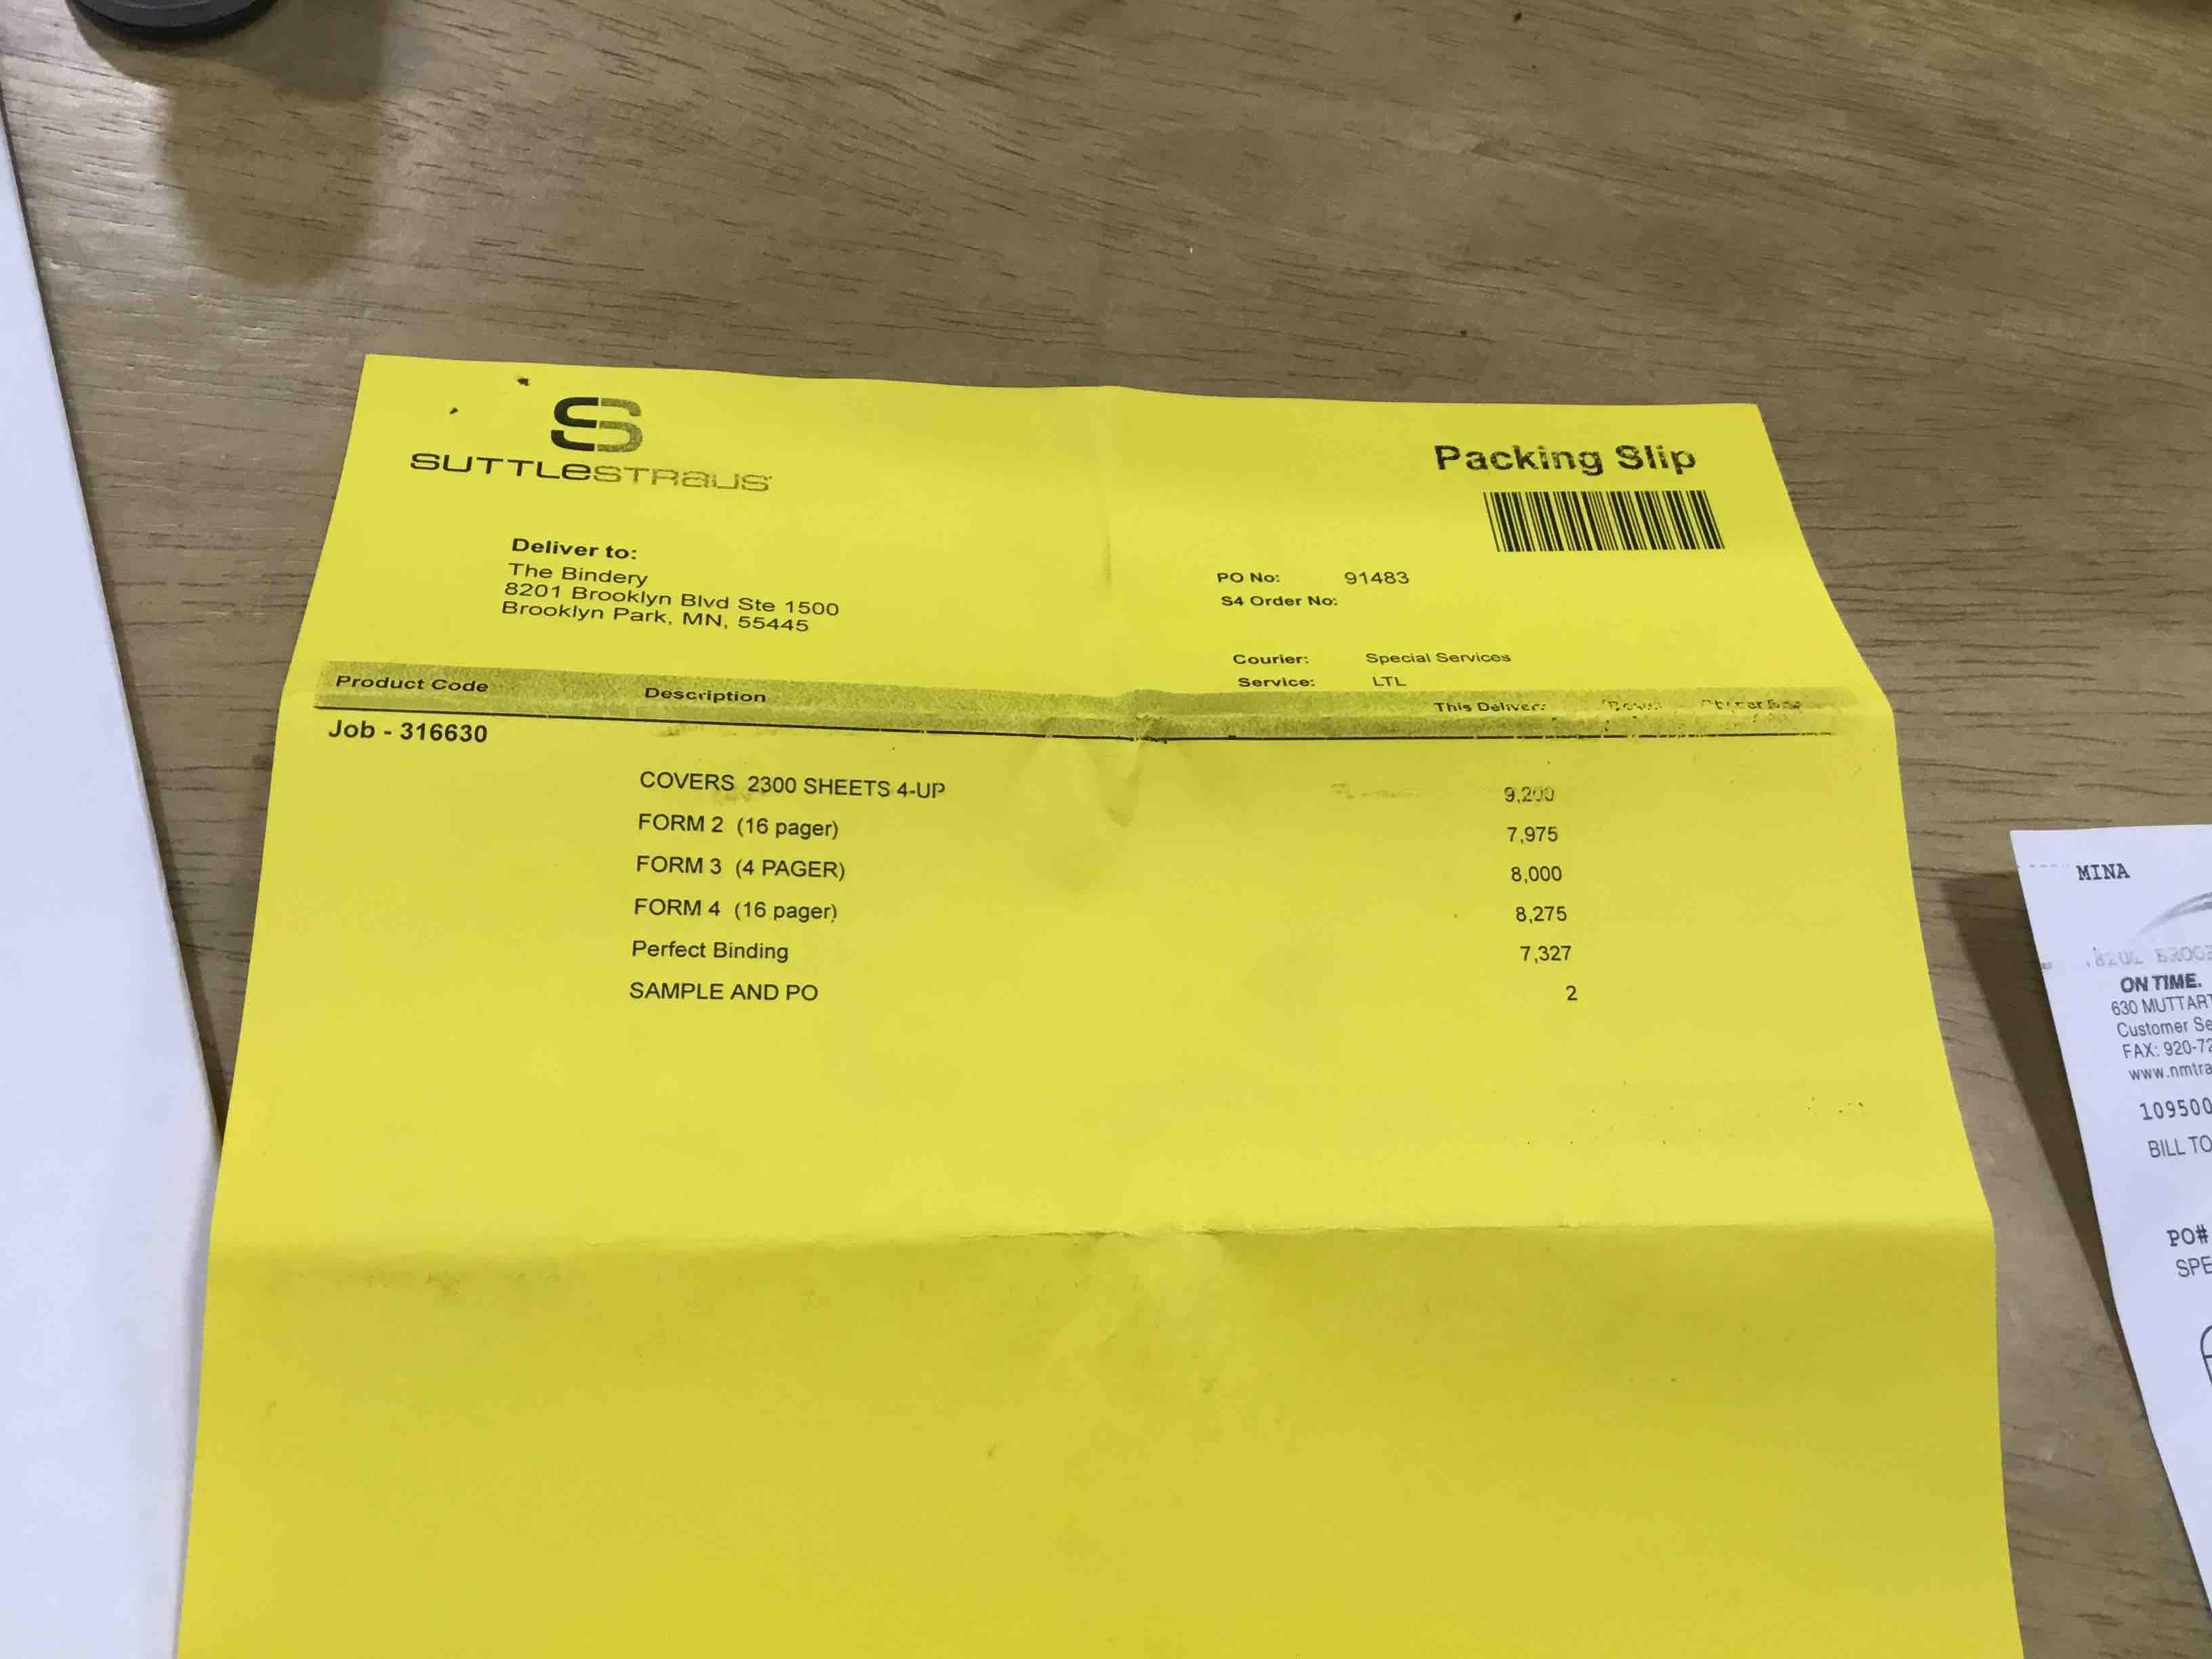 SUTTLESTRAUS
Packing Slip
Deliver to:
The Bindery
8201 Brooklyn Blvd Ste 1500
Brooklyn Park, MN, 55445
PO No: 91483
S4 Order No:
Courier: Special Services
Service: LTL
Product Code Description This Deliver:
Job - 316630
COVERS 2300 SHEETS 4-UP 9,200
FORM 2 (16 pager) 7,975
FORM 3 (4 PAGER) 8,000
FORM 4 (16 pager) 8,275
Perfect Binding 7,327
SAMPLE AND PO 2
MINA
ON TIME.
630 MUTTART
Customer Se
FAX: 920-72
www.nmtra
109500
BILL TO
PO#
SPE